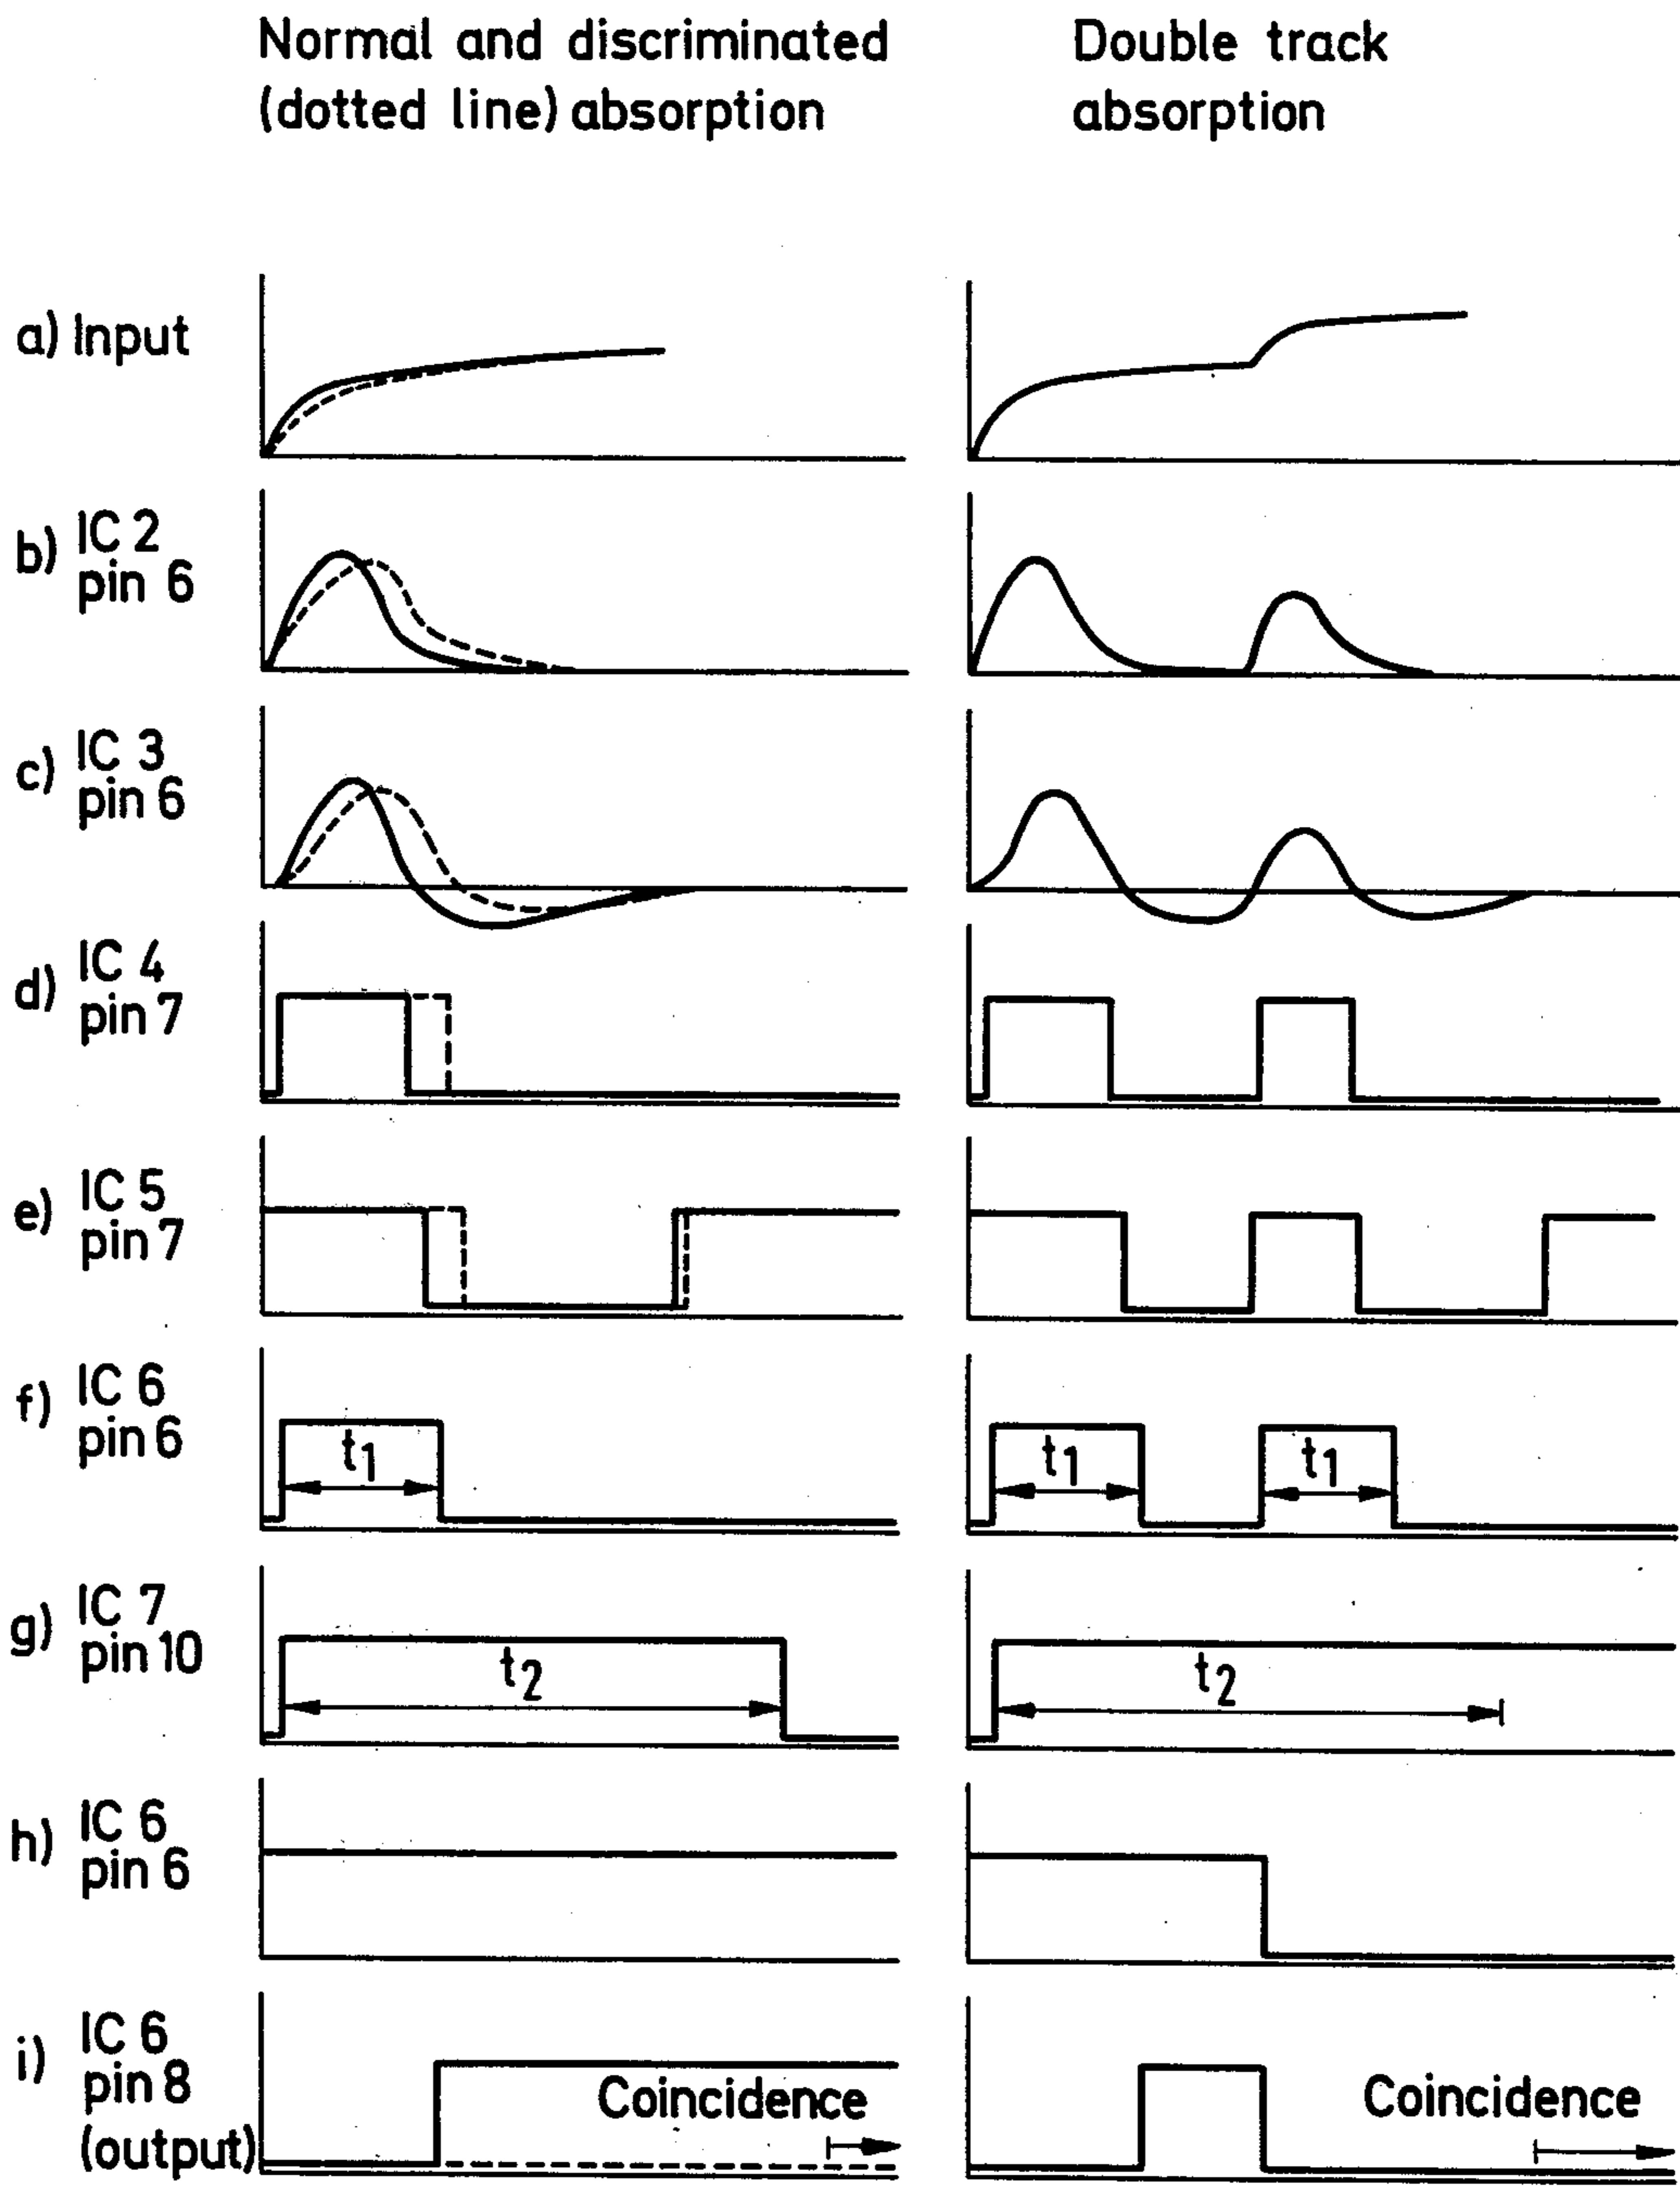 Normal and discriminated
(dotted line) absorption
Double track
absorption
a) Input
b) IC 2
pin 6
c) IC 3
pin 6
d) IC 4
pin 7
e) IC 5
pin 7
f) IC 6
pin 6
t1
t1
t1
g) IC 7
pin 10
t2
t2
h) IC 6
pin 6
i) IC 6
pin 8
(output)
Coincidence
Coincidence